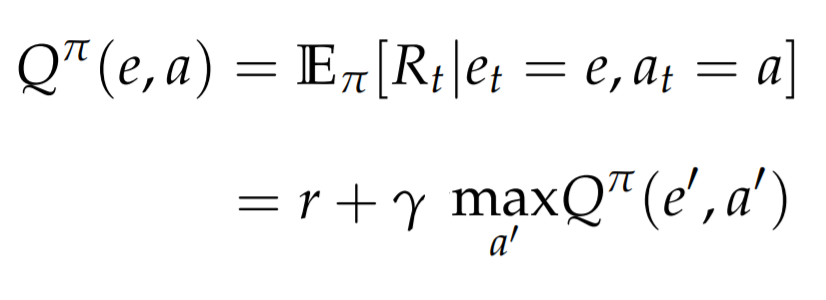 Q^π(e, a) = 𝔼_π[R_t|e_t = e, a_t = a]
= r + γ max_{a′} Q^π(e′, a′)